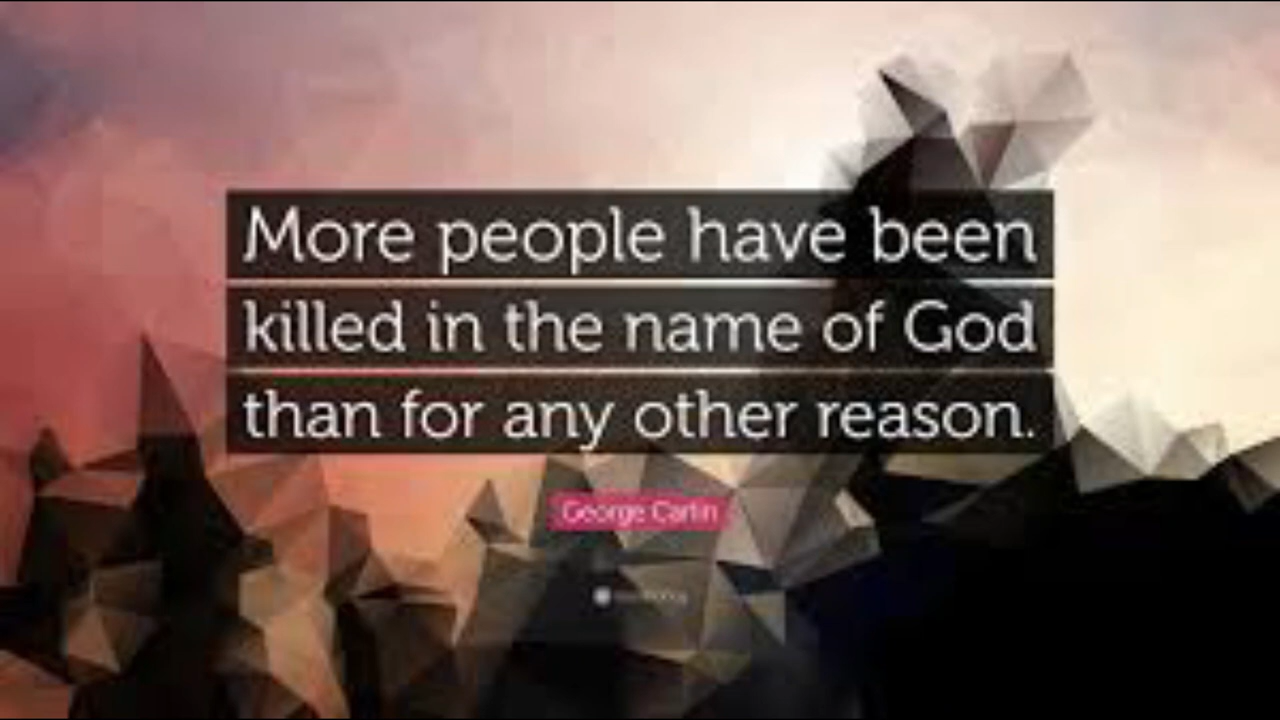 More people have been
killed in the name of God
than for any other reason.
George Carlin